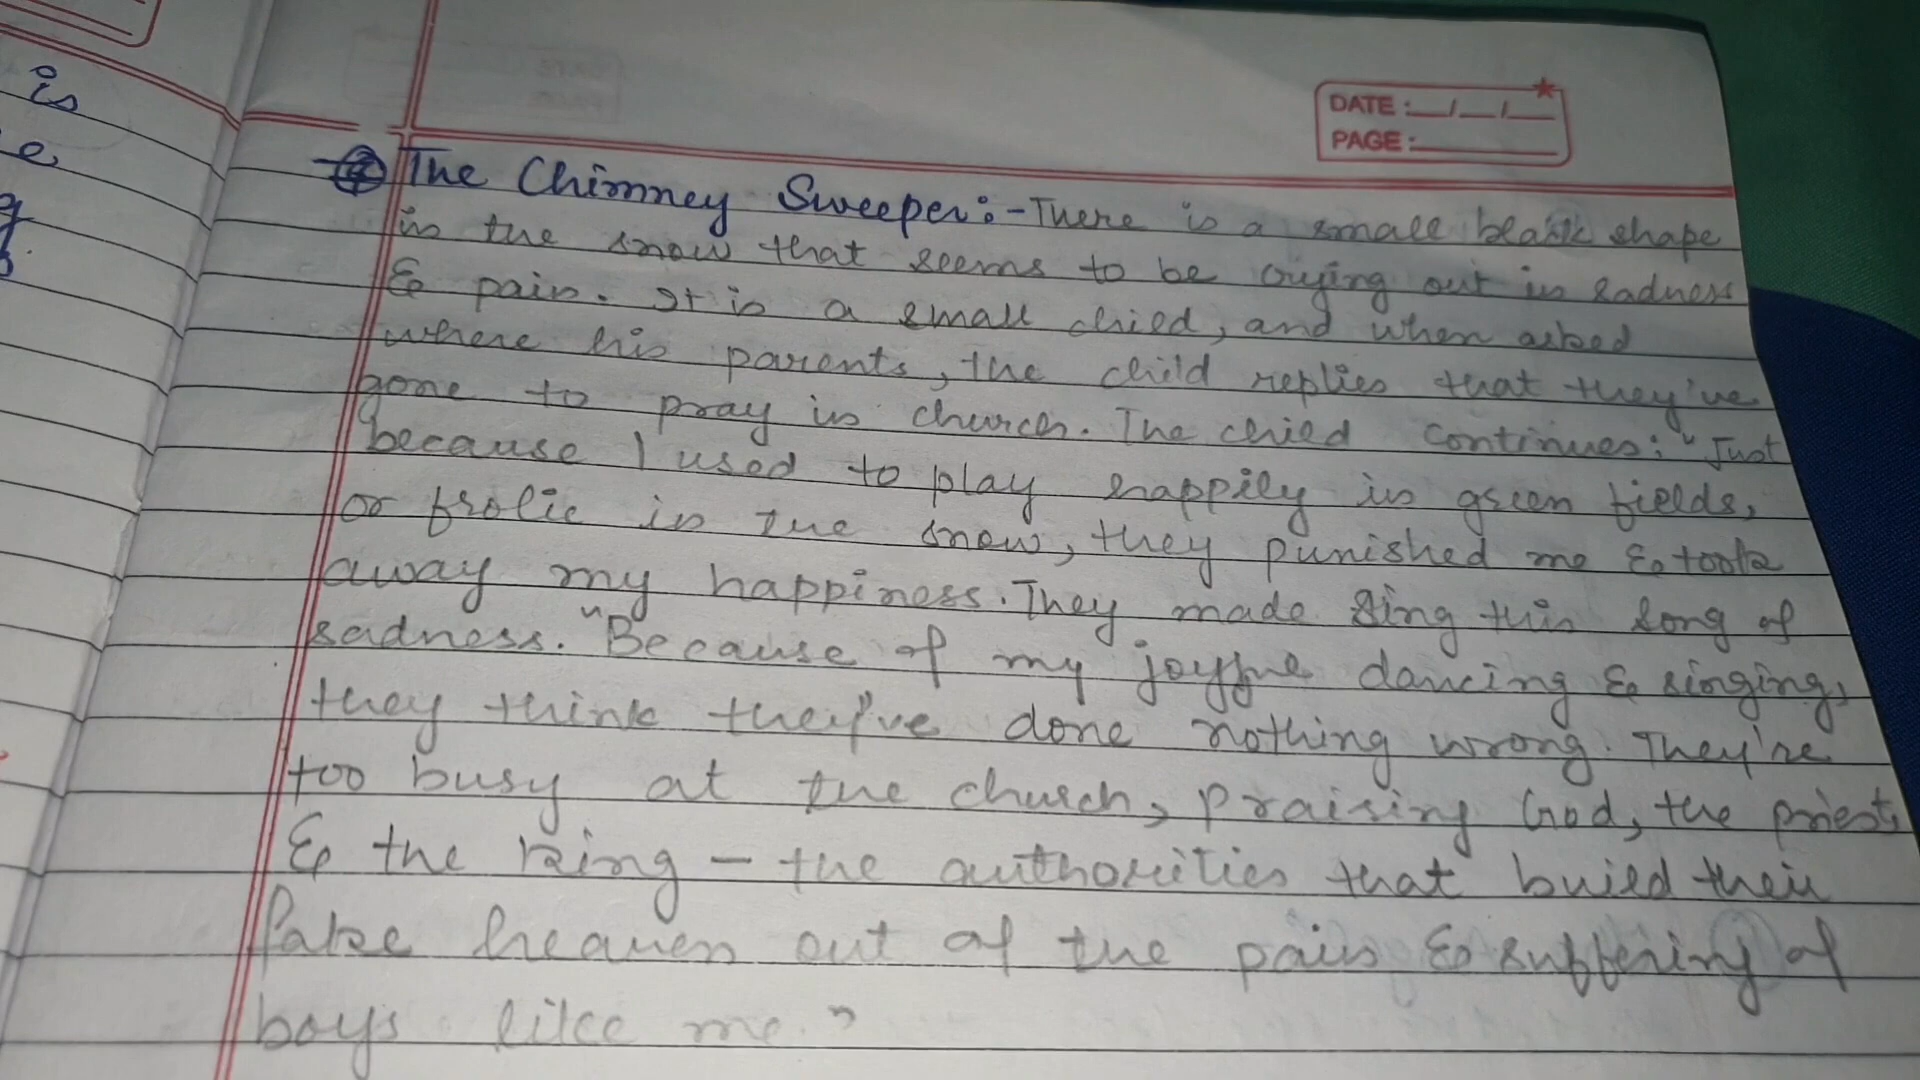 is
e
DATE: __/__/__
PAGE:
The Chimney Sweeper:- There is a small black shape
in the snow that seems to be crying out in sadness
& pain. It is a small child, and when asked
where his parents, the child replies that they've
gone to pray in church. The child continues: "Just
because I used to play happily in green fields,
or frolic in the snow, they punished me & took
away my happiness. They made sing this song of
sadness. "Because of my joyful dancing & singing,
they think they've done nothing wrong. They're
too busy at the church, praising God, the priest,
& the king – the authorities that build their
false heaven out of the pain & suffering of
boys like me."